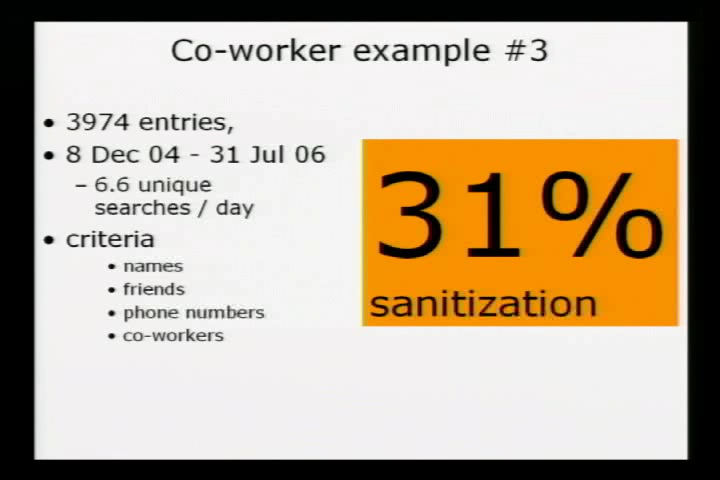 Co-worker example #3
• 3974 entries,
• 8 Dec 04 - 31 Jul 06
– 6.6 unique
searches / day
• criteria
• names
• friends
• phone numbers
• co-workers
31%
sanitization